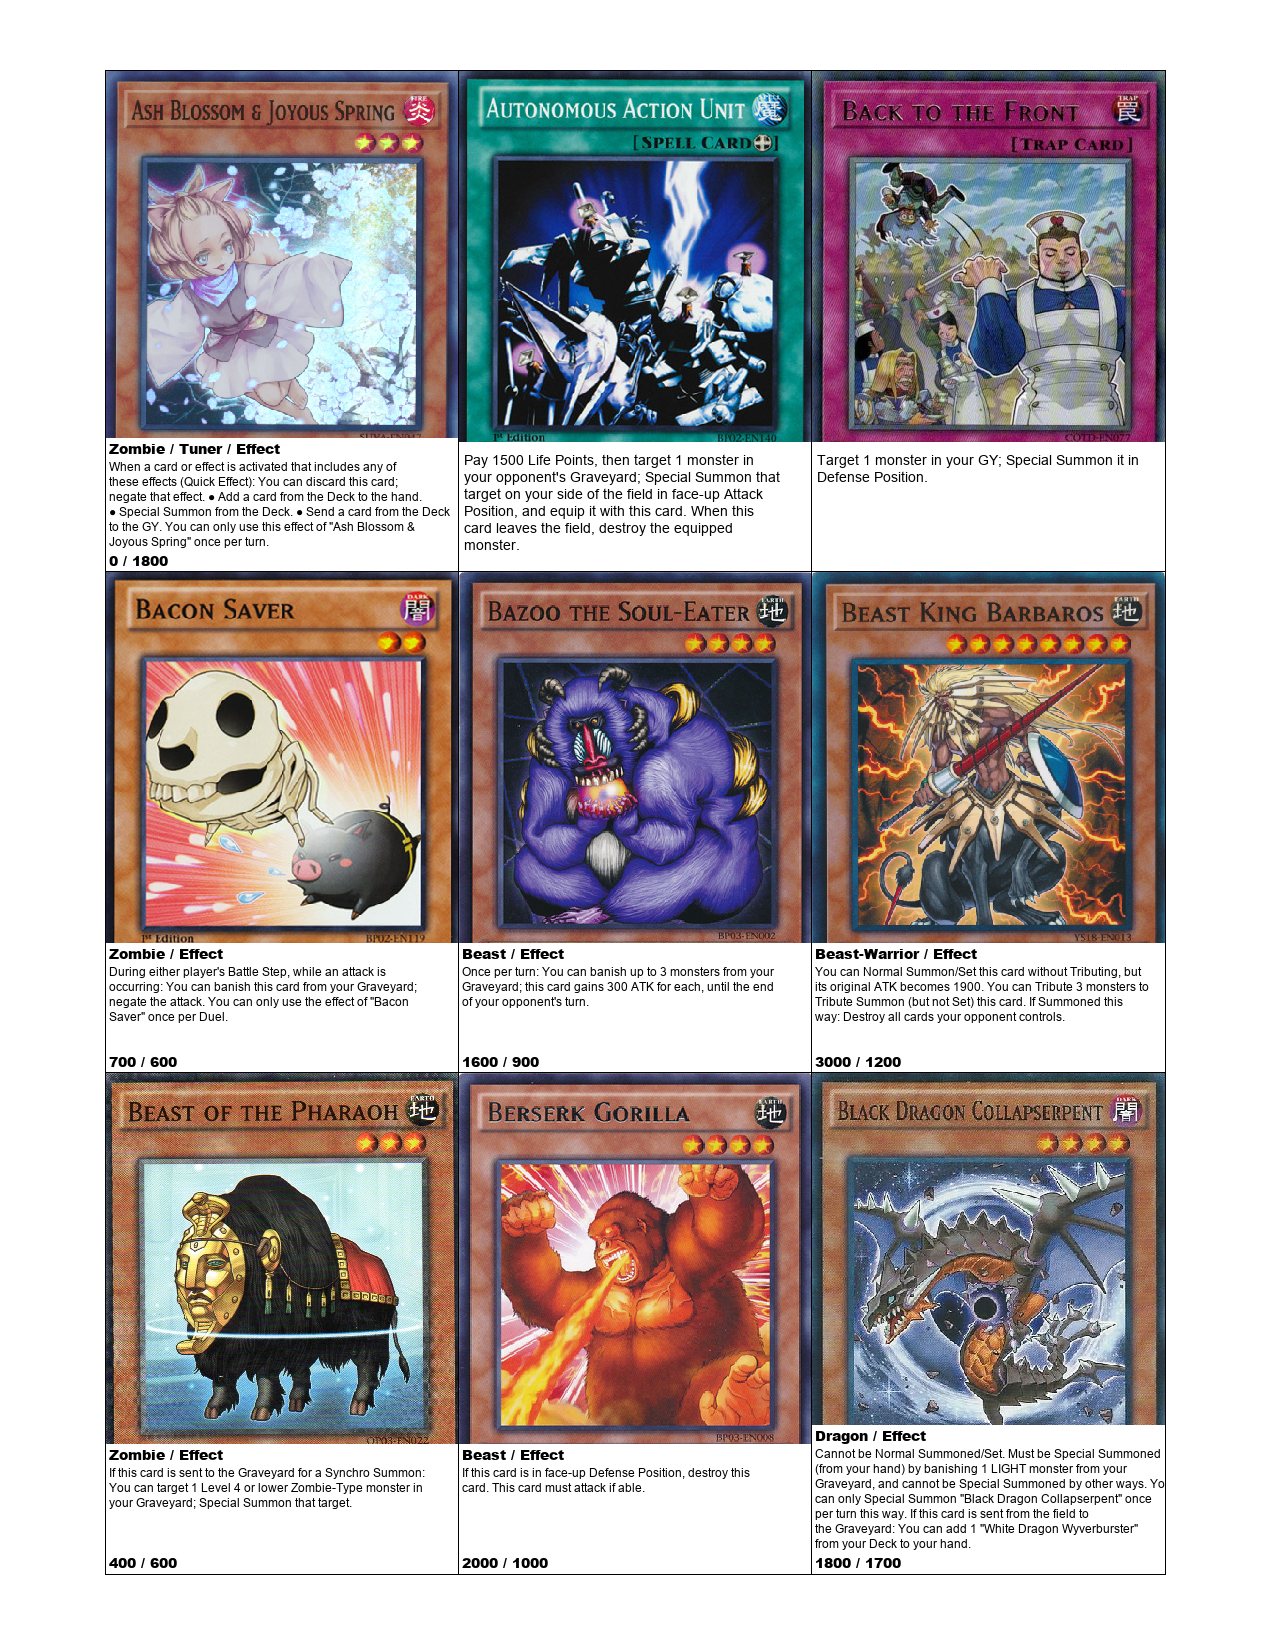 Ash Blossom & Joyous Spring
FIRE
炎
Autonomous Action Unit
SPELL
魔
[Spell Card]
Back to the Front
TRAP
罠
[Trap Card]
1st Edition
BP02-EN140
COTD-EN077
Zombie / Tuner / Effect
When a card or effect is activated that includes any of
these effects (Quick Effect): You can discard this card;
negate that effect. ● Add a card from the Deck to the hand.
● Special Summon from the Deck. ● Send a card from the Deck
to the GY. You can only use this effect of "Ash Blossom &
Joyous Spring" once per turn.
0 / 1800
Pay 1500 Life Points, then target 1 monster in
your opponent's Graveyard; Special Summon that
target on your side of the field in face-up Attack
Position, and equip it with this card. When this
card leaves the field, destroy the equipped
monster.
Target 1 monster in your GY; Special Summon it in
Defense Position.
Bacon Saver
DARK
闇
Bazoo the Soul-Eater
EARTH
地
Beast King Barbaros
EARTH
地
1st Edition
BP02-EN119
BP03-EN002
YS18-EN013
Zombie / Effect
During either player's Battle Step, while an attack is
occurring: You can banish this card from your Graveyard;
negate the attack. You can only use the effect of "Bacon
Saver" once per Duel.
700 / 600
Beast / Effect
Once per turn: You can banish up to 3 monsters from your
Graveyard; this card gains 300 ATK for each, until the end
of your opponent's turn.
1600 / 900
Beast-Warrior / Effect
You can Normal Summon/Set this card without Tributing, but
its original ATK becomes 1900. You can Tribute 3 monsters to
Tribute Summon (but not Set) this card. If Summoned this
way: Destroy all cards your opponent controls.
3000 / 1200
Beast of the Pharaoh
EARTH
地
Berserk Gorilla
EARTH
地
Black Dragon Collapserpent
DARK
闇
OP03-EN022
BP03-EN008
Zombie / Effect
If this card is sent to the Graveyard for a Synchro Summon:
You can target 1 Level 4 or lower Zombie-Type monster in
your Graveyard; Special Summon that target.
400 / 600
Beast / Effect
If this card is in face-up Defense Position, destroy this
card. This card must attack if able.
2000 / 1000
Dragon / Effect
Cannot be Normal Summoned/Set. Must be Special Summoned
(from your hand) by banishing 1 LIGHT monster from your
Graveyard, and cannot be Special Summoned by other ways. Yo
can only Special Summon "Black Dragon Collapserpent" once
per turn this way. If this card is sent from the field to
the Graveyard: You can add 1 "White Dragon Wyverburster"
from your Deck to your hand.
1800 / 1700